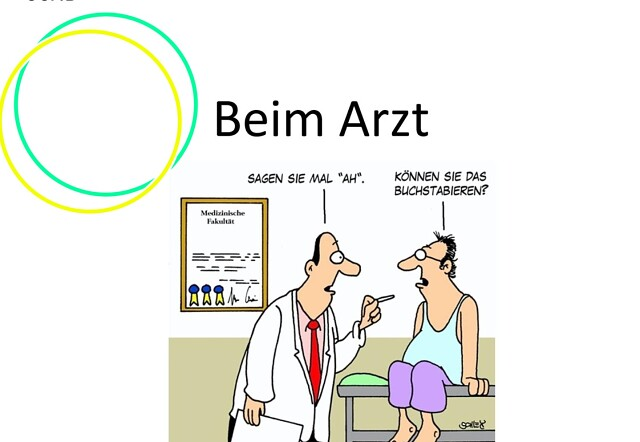 Beim Arzt
SAGEN SIE MAL "AH".
KÖNNEN SIE DAS
BUCHSTABIEREN?
Medizinische
Fakultät